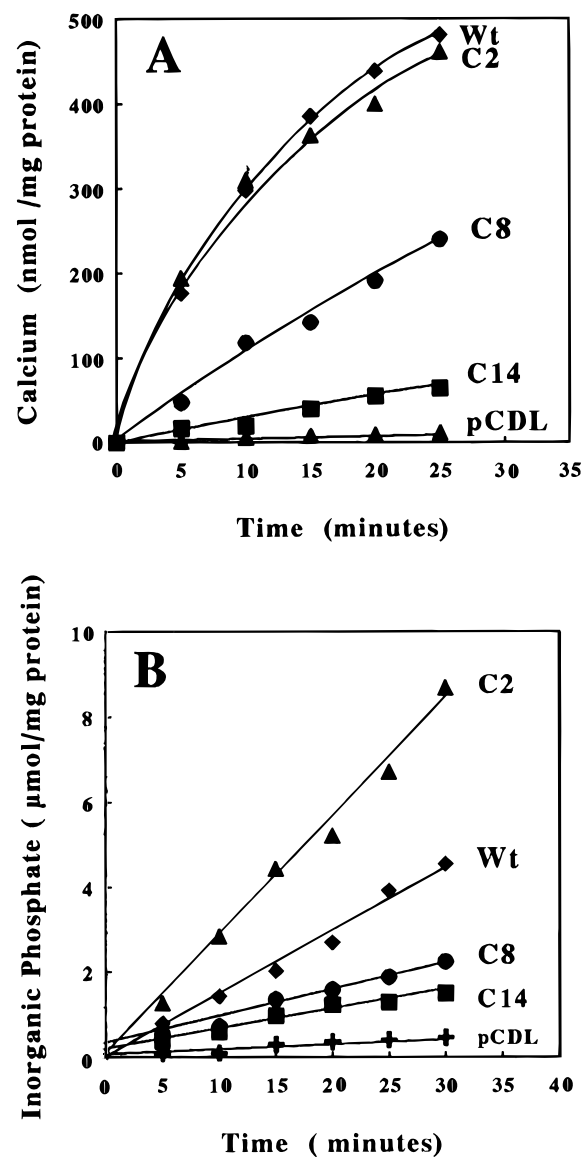 A
500
400
300
200
100
0
Calcium (nmol /mg protein)
Wt
C2
C8
C14
pCDL
0 5 10 15 20 25 30 35
Time (minutes)
B
10
8
6
4
2
0
Inorganic Phosphate ( µmol/mg protein)
C2
Wt
C8
C14
pCDL
0 5 10 15 20 25 30 35 40
Time ( minutes)